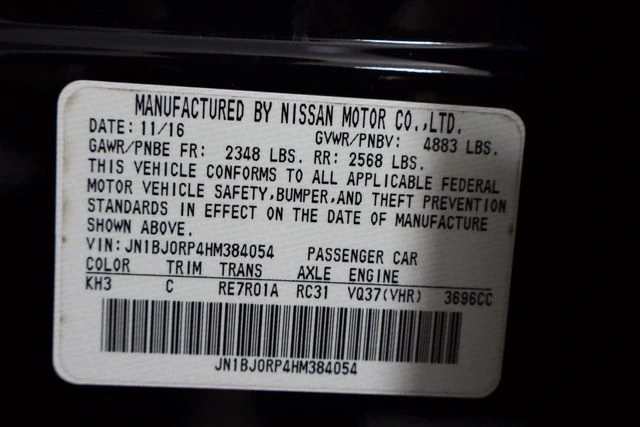 MANUFACTURED BY NISSAN MOTOR CO.,LTD.
DATE: 11/16 GVWR/PNBV: 4883 LBS.
GAWR/PNBE FR: 2348 LBS. RR: 2568 LBS.
THIS VEHICLE CONFORMS TO ALL APPLICABLE FEDERAL
MOTOR VEHICLE SAFETY,BUMPER,AND THEFT PREVENTION
STANDARDS IN EFFECT ON THE DATE OF MANUFACTURE
SHOWN ABOVE.
VIN: JN1BJ0RP4HM384054 PASSENGER CAR
COLOR TRIM TRANS AXLE ENGINE
KH3 C RE7R01A RC31 VQ37(VHR) 3696CC
JN1BJ0RP4HM384054